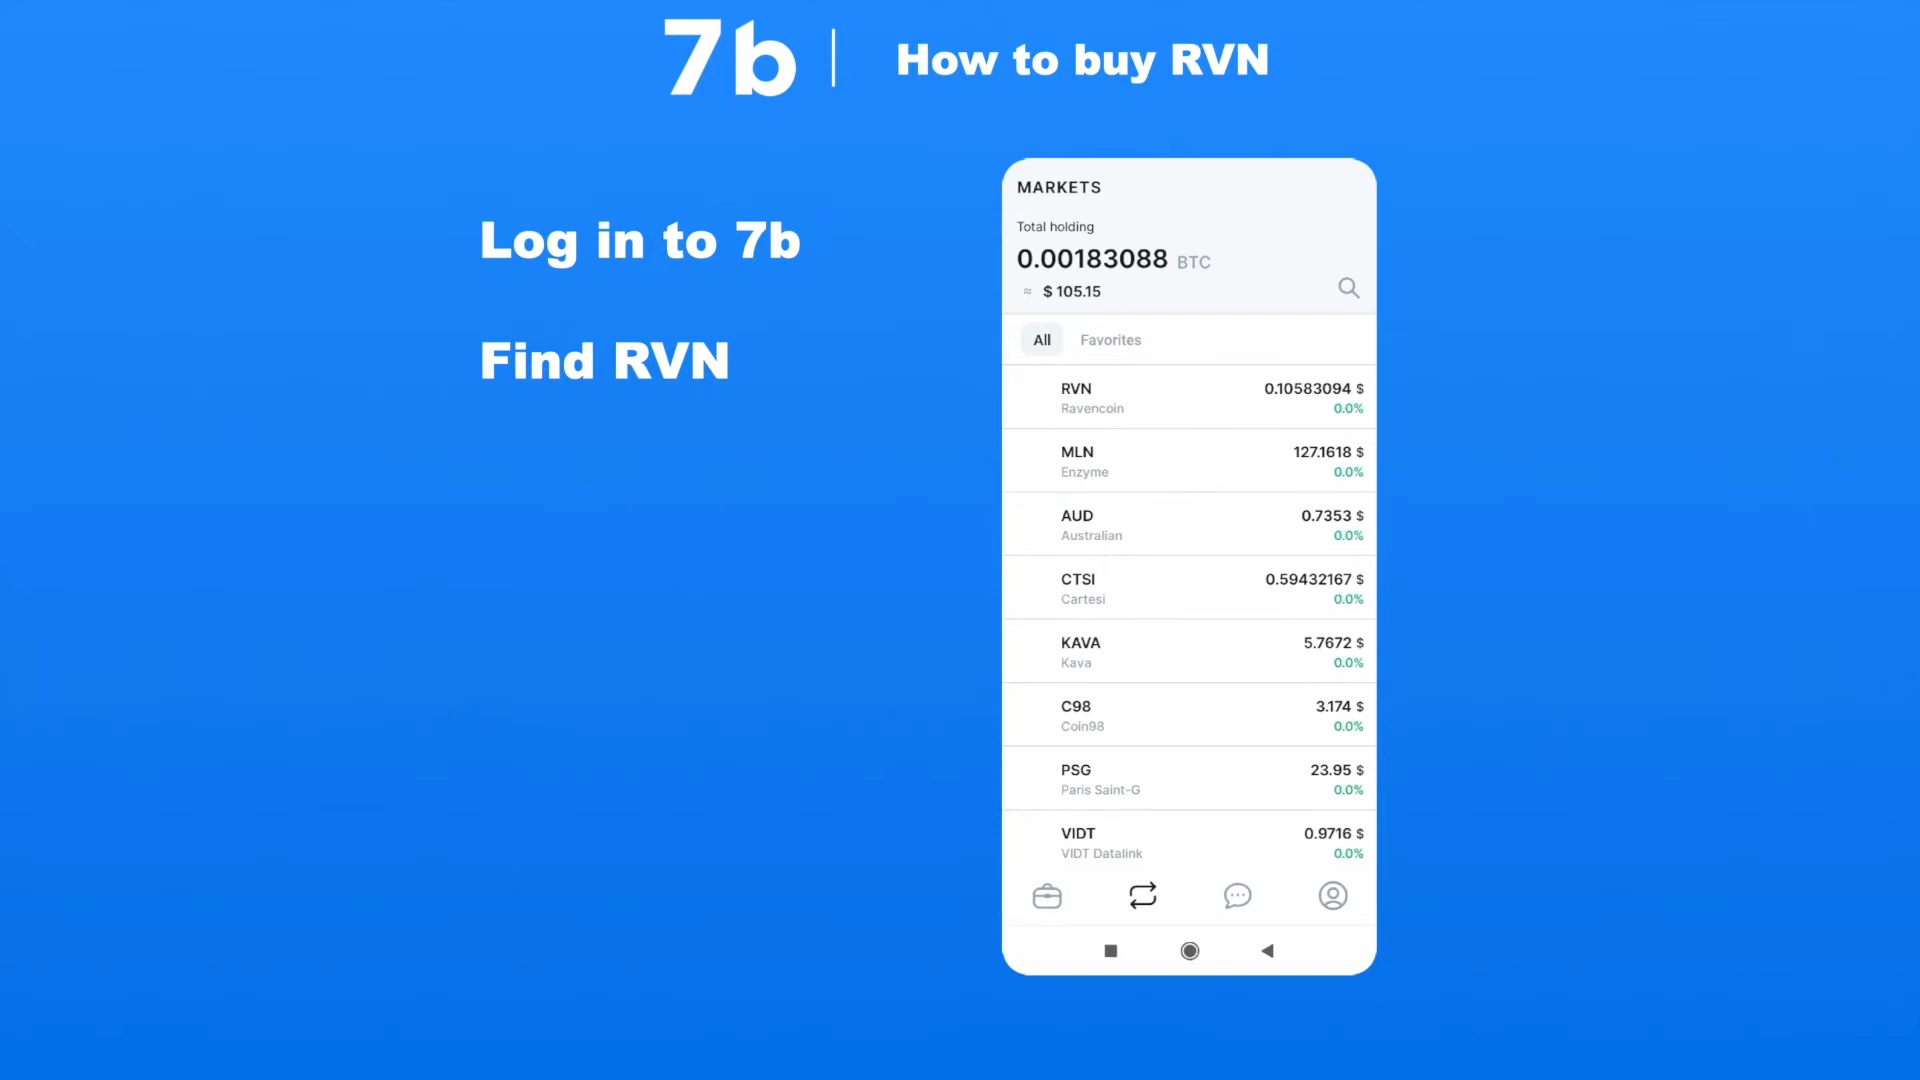 7b | How to buy RVN
Log in to 7b
Find RVN
MARKETS
Total holding
0.00183088 BTC
≈ $ 105.15
All Favorites
RVN 0.10583094 $
Ravencoin 0.0%
MLN 127.1618 $
Enzyme 0.0%
AUD 0.7353 $
Australian 0.0%
CTSI 0.59432167 $
Cartesi 0.0%
KAVA 5.7672 $
Kava 0.0%
C98 3.174 $
Coin98 0.0%
PSG 23.95 $
Paris Saint-G 0.0%
VIDT 0.9716 $
VIDT Datalink 0.0%